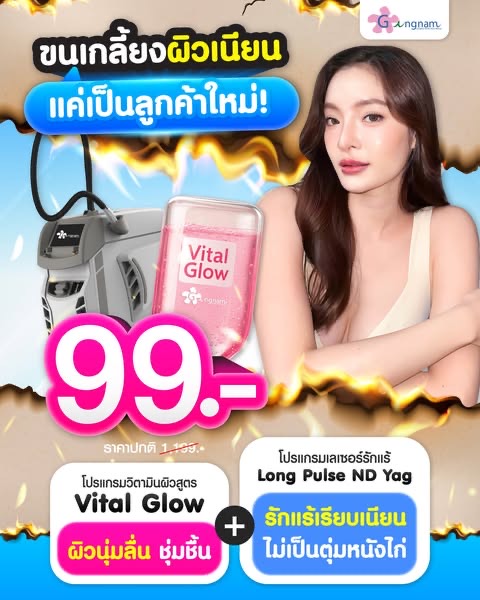 Gingnam
ขนเกลี้ยงผิวเนียน
แค่เป็นลูกค้าใหม่!
Vital
Glow
99.-
ราคาปกติ 1,199.-
โปรแกรมวิตามินผิวสูตร
Vital Glow
ผิวนุ่มลื่น ชุ่มชื้น
+
โปรแกรมเลเซอร์รักแร้
Long Pulse ND Yag
รักแร้เรียบเนียน
ไม่เป็นตุ่มหนังไก่